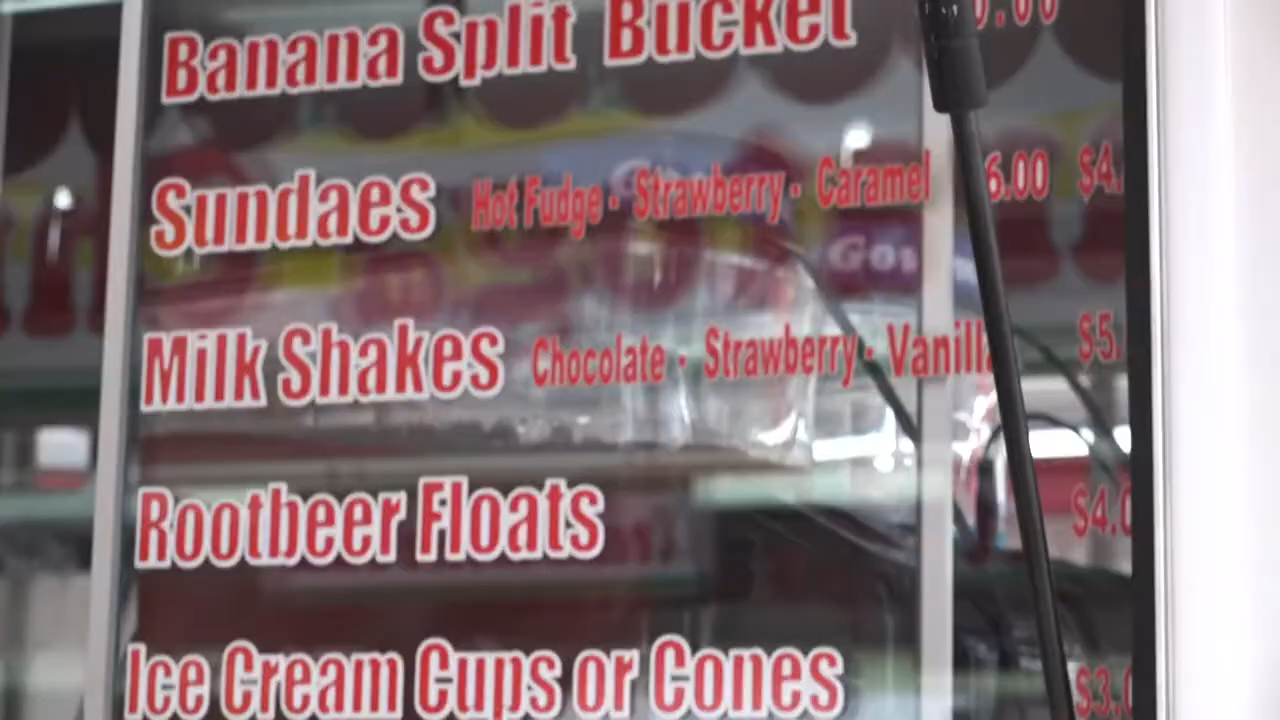 Banana Split Bucket
Sundaes Hot Fudge - Strawberry - Caramel 6.00 $4.
Milk Shakes Chocolate - Strawberry - Vanilla $5.
Rootbeer Floats $4.0
Ice Cream Cups or Cones $3.0